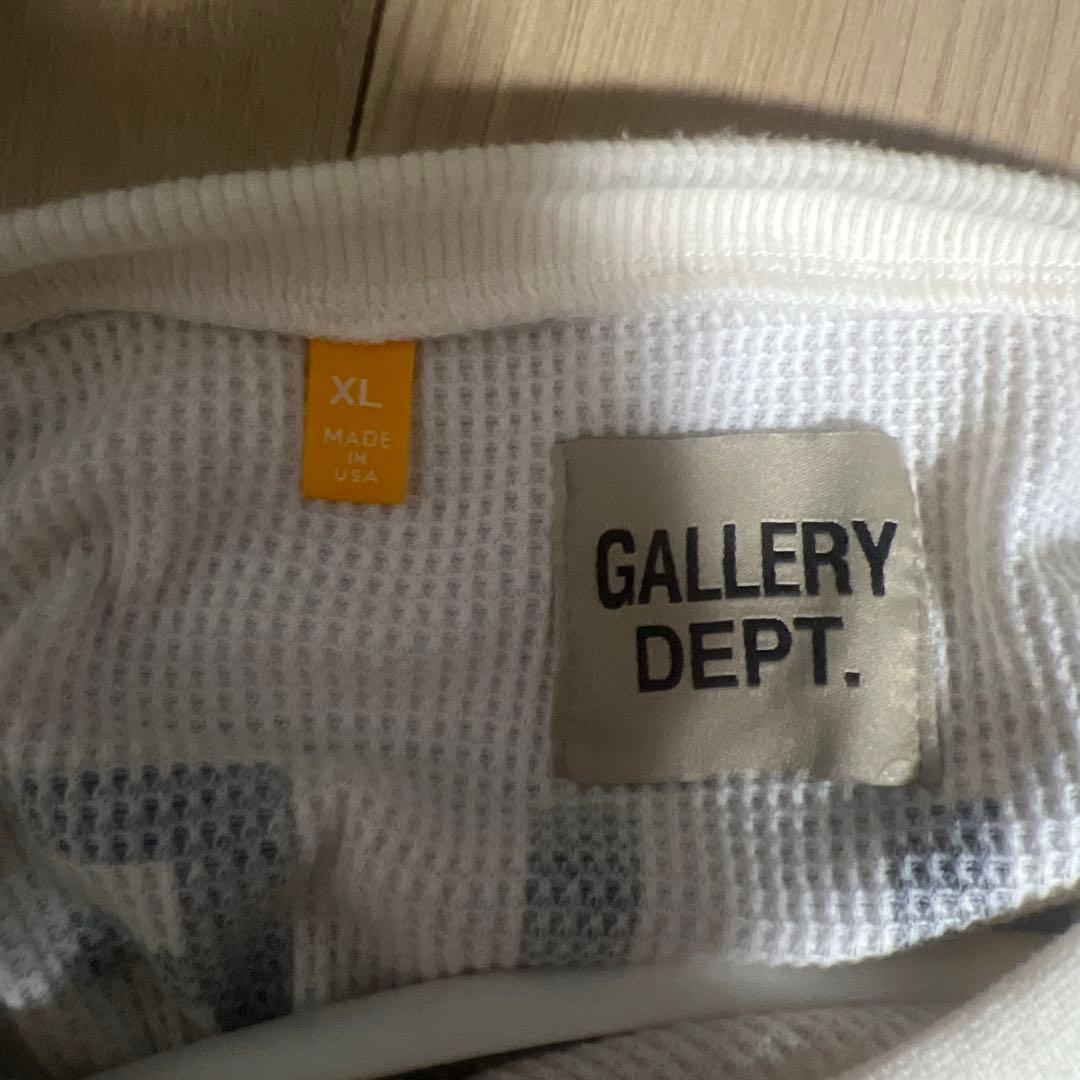 XL
MADE
IN
USA
GALLERY
DEPT.